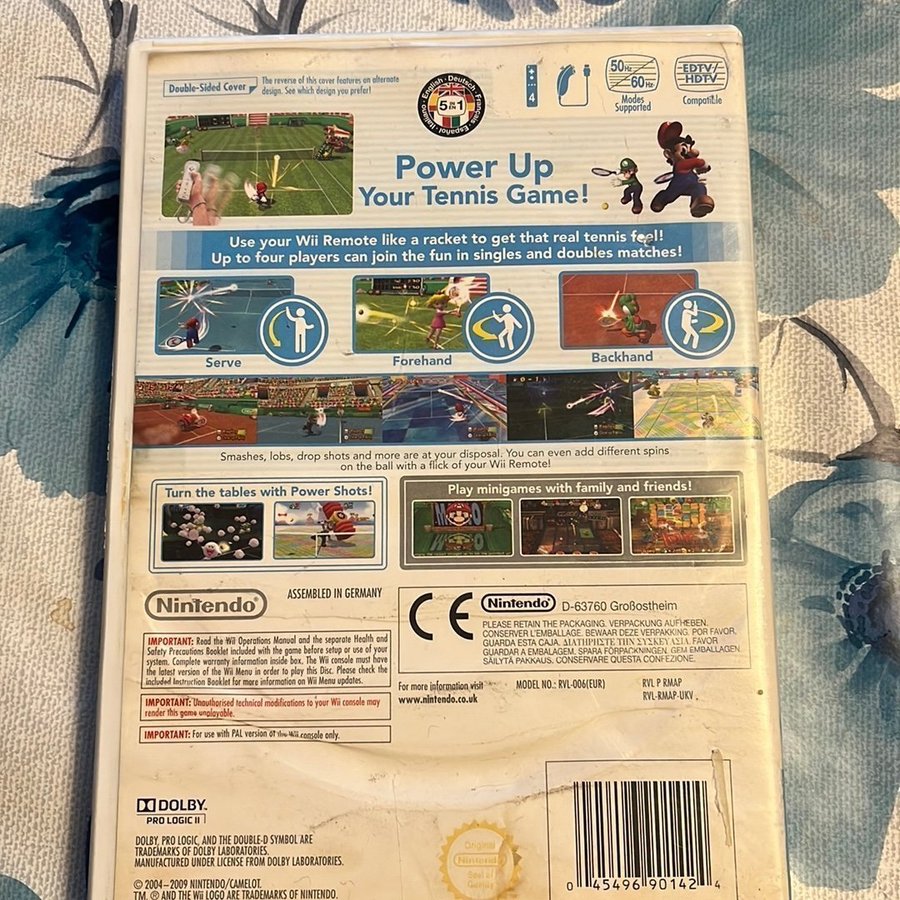 Double-Sided Cover
The reverse of this cover features an alternate
design. See which design you prefer!
English · Deutsch · Français · Español · Italiano
5 IN EN 1
4
50Hz
60Hz
Modes
Supported
EDTV/
HDTV
Compatible
Power Up
Your Tennis Game!
Use your Wii Remote like a racket to get that real tennis feel!
Up to four players can join the fun in singles and doubles matches!
Serve
Forehand
Backhand
Smashes, lobs, drop shots and more are at your disposal. You can even add different spins
on the ball with a flick of your Wii Remote!
Turn the tables with Power Shots!
Play minigames with family and friends!
Nintendo
ASSEMBLED IN GERMANY
CE
Nintendo
D-63760 Großostheim
PLEASE RETAIN THE PACKAGING. VERPACKUNG AUFHEBEN.
CONSERVER L'EMBALLAGE. BEWAAR DEZE VERPAKKING. POR FAVOR,
GUARDA ESTA CAJA. ΔΙΑΤΗΡΗΣΤΕ ΤΗΝ ΣΥΣΚΕΥΑΣΙΑ. FAVOR
GUARDAR A EMBALAGEM. SPARA FÖRPACKNINGEN. GEM EMBALLAGEN.
SÄILYTÄ PAKKAUS. CONSERVARE QUESTA CONFEZIONE.
IMPORTANT: Read the Wii Operations Manual and the separate Health and
Safety Precautions Booklet included with the game before setup or use of your
system. Complete warranty information inside box. The Wii console must have
the latest version of the Wii Menu in order to play this Disc. Please check the
included Instruction Booklet for more information on Wii Menu updates.
IMPORTANT: Unauthorised technical modifications to your Wii console may
render this game unplayable.
IMPORTANT: For use with PAL version of the Wii console only.
For more information visit
www.nintendo.co.uk
MODEL NO.: RVL-006(EUR)
RVL P RMAP
RVL-RMAP-UKV
DOLBY
PRO LOGIC II
DOLBY, PRO LOGIC, AND THE DOUBLE-D SYMBOL ARE
TRADEMARKS OF DOLBY LABORATORIES.
MANUFACTURED UNDER LICENSE FROM DOLBY LABORATORIES.
© 2004–2009 NINTENDO/CAMELOT.
TM, ® AND THE Wii LOGO ARE TRADEMARKS OF NINTENDO.
Original
Nintendo
Seal of
Quality
0 45496 90142 4